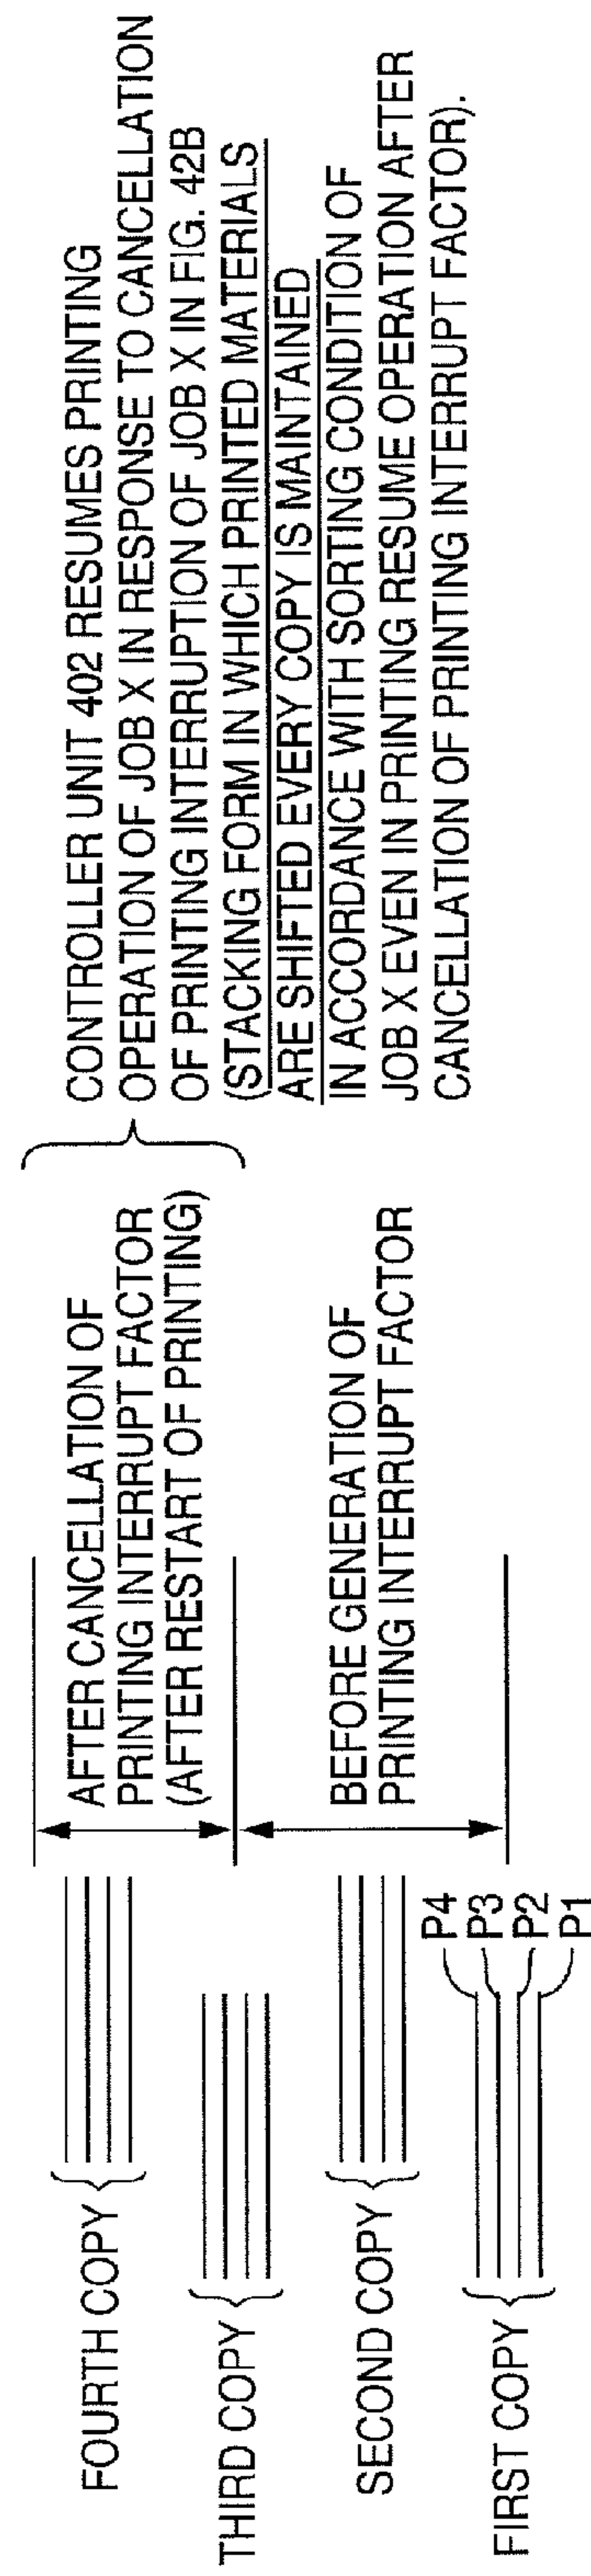 FOURTH COPY
THIRD COPY
SECOND COPY
FIRST COPY
P4
P3
P2
P1
AFTER CANCELLATION OF
PRINTING INTERRUPT FACTOR
(AFTER RESTART OF PRINTING)
BEFORE GENERATION OF
PRINTING INTERRUPT FACTOR
CONTROLLER UNIT 402 RESUMES PRINTING
OPERATION OF JOB X IN RESPONSE TO CANCELLATION
OF PRINTING INTERRUPTION OF JOB X IN FIG. 42B
(STACKING FORM IN WHICH PRINTED MATERIALS
ARE SHIFTED EVERY COPY IS MAINTAINED
IN ACCORDANCE WITH SORTING CONDITION OF
JOB X EVEN IN PRINTING RESUME OPERATION AFTER
CANCELLATION OF PRINTING INTERRUPT FACTOR).